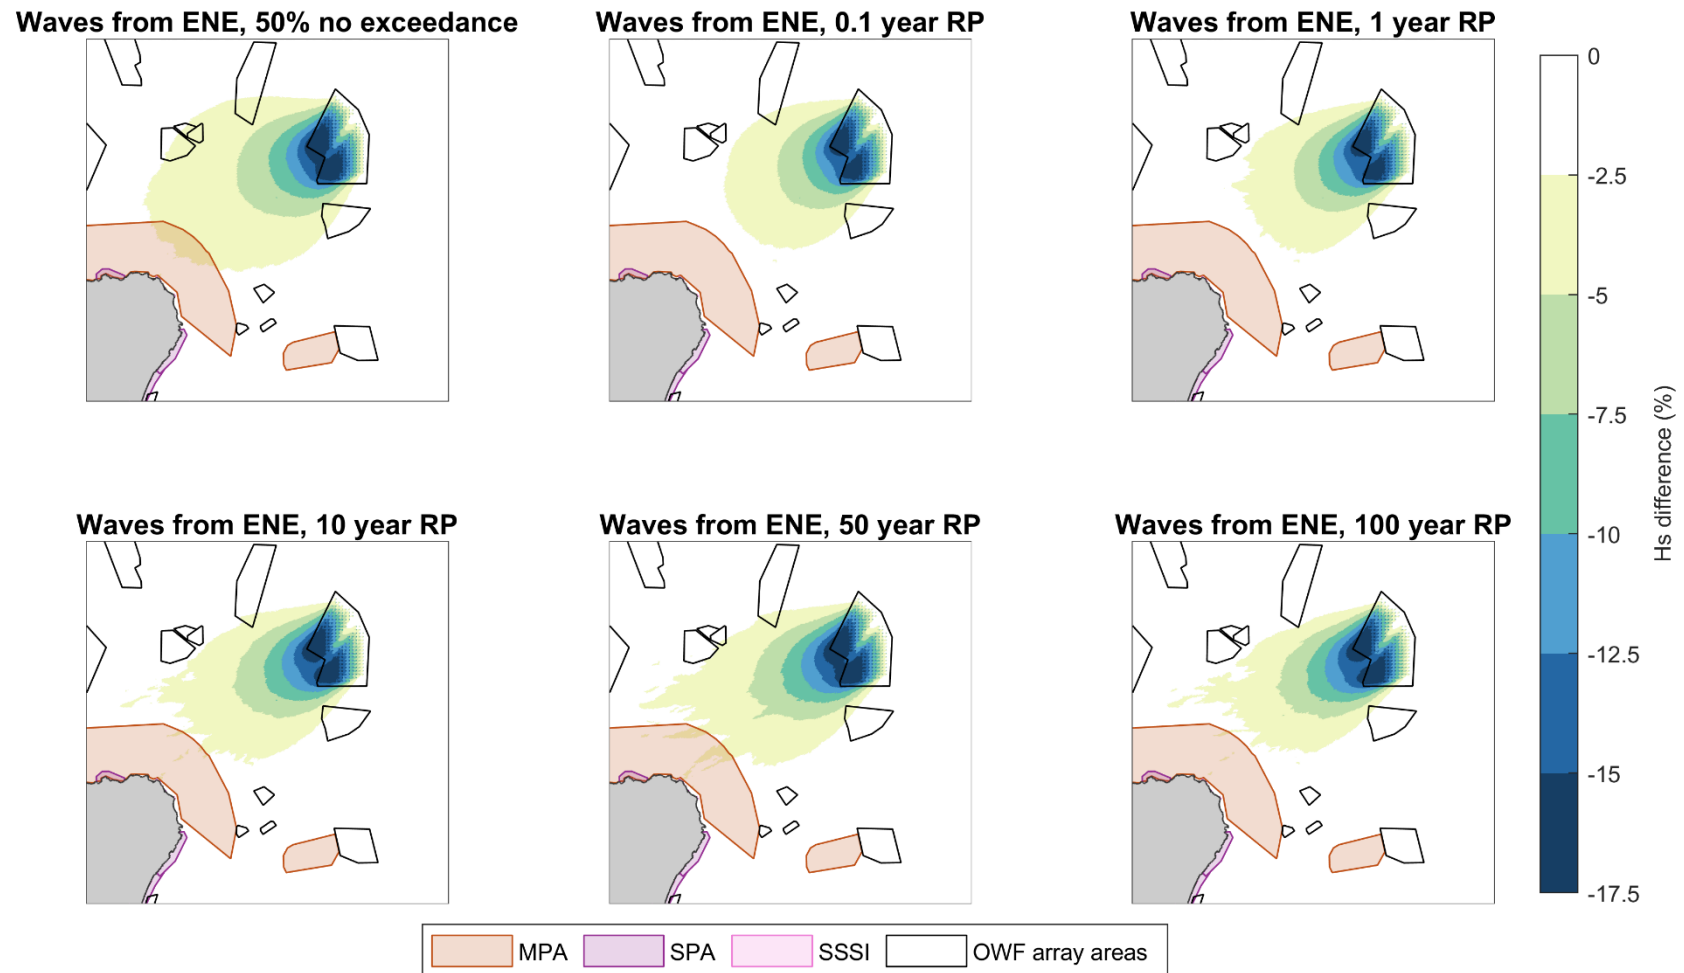 Waves from ENE, 50% no exceedance
Waves from ENE, 0.1 year RP
Waves from ENE, 1 year RP
0
-2.5
-5
-7.5
-10
-12.5
-15
-17.5
Hs difference (%)
Waves from ENE, 10 year RP
Waves from ENE, 50 year RP
Waves from ENE, 100 year RP
MPA
SPA
SSSI
OWF array areas